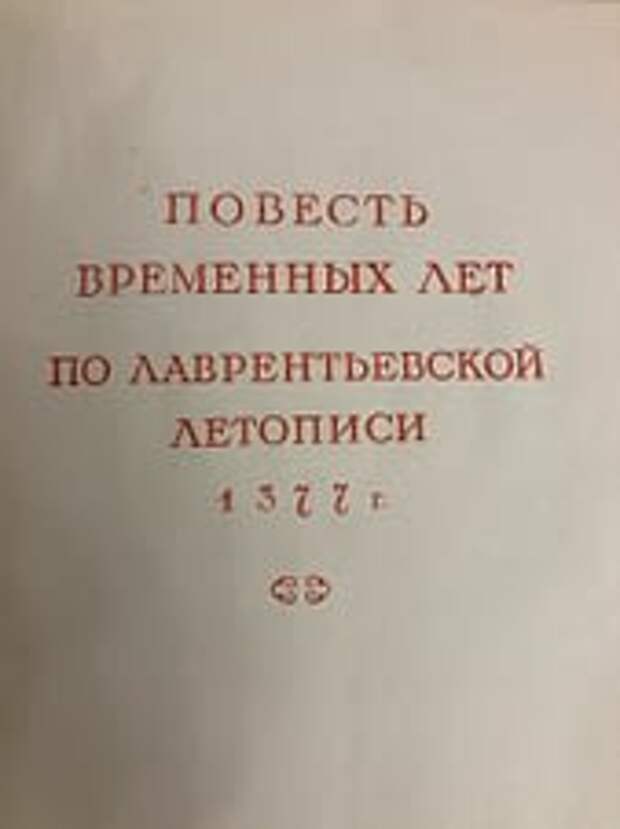 ПОВЕСТЬ
ВРЕМЕННЫХ ЛЕТ
ПО ЛАВРЕНТЬЕВСКОЙ
ЛЕТОПИСИ
1377 г.